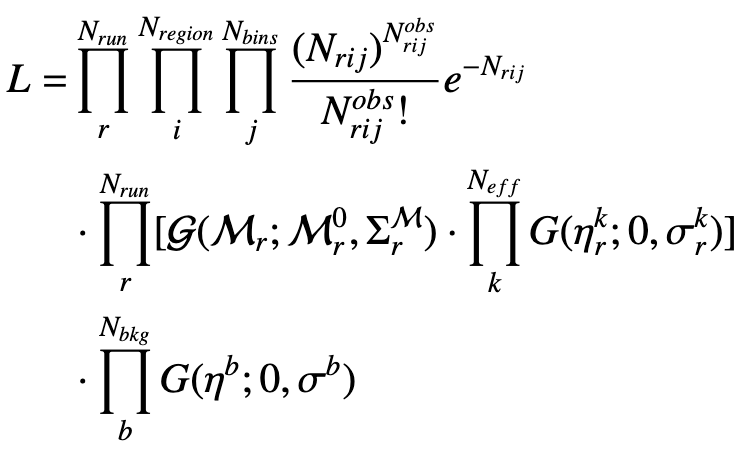 L = \prod_{r}^{N_{run}} \prod_{i}^{N_{region}} \prod_{j}^{N_{bins}} \frac{(N_{rij})^{N_{rij}^{obs}}}{N_{rij}^{obs}!} e^{-N_{rij}}
\cdot \prod_{r}^{N_{run}} [\mathcal{G}(\mathcal{M}_r; \mathcal{M}_r^0, \Sigma_r^{\mathcal{M}}) \cdot \prod_{k}^{N_{eff}} G(\eta_r^k; 0, \sigma_r^k)]
\cdot \prod_{b}^{N_{bkg}} G(\eta^b; 0, \sigma^b)